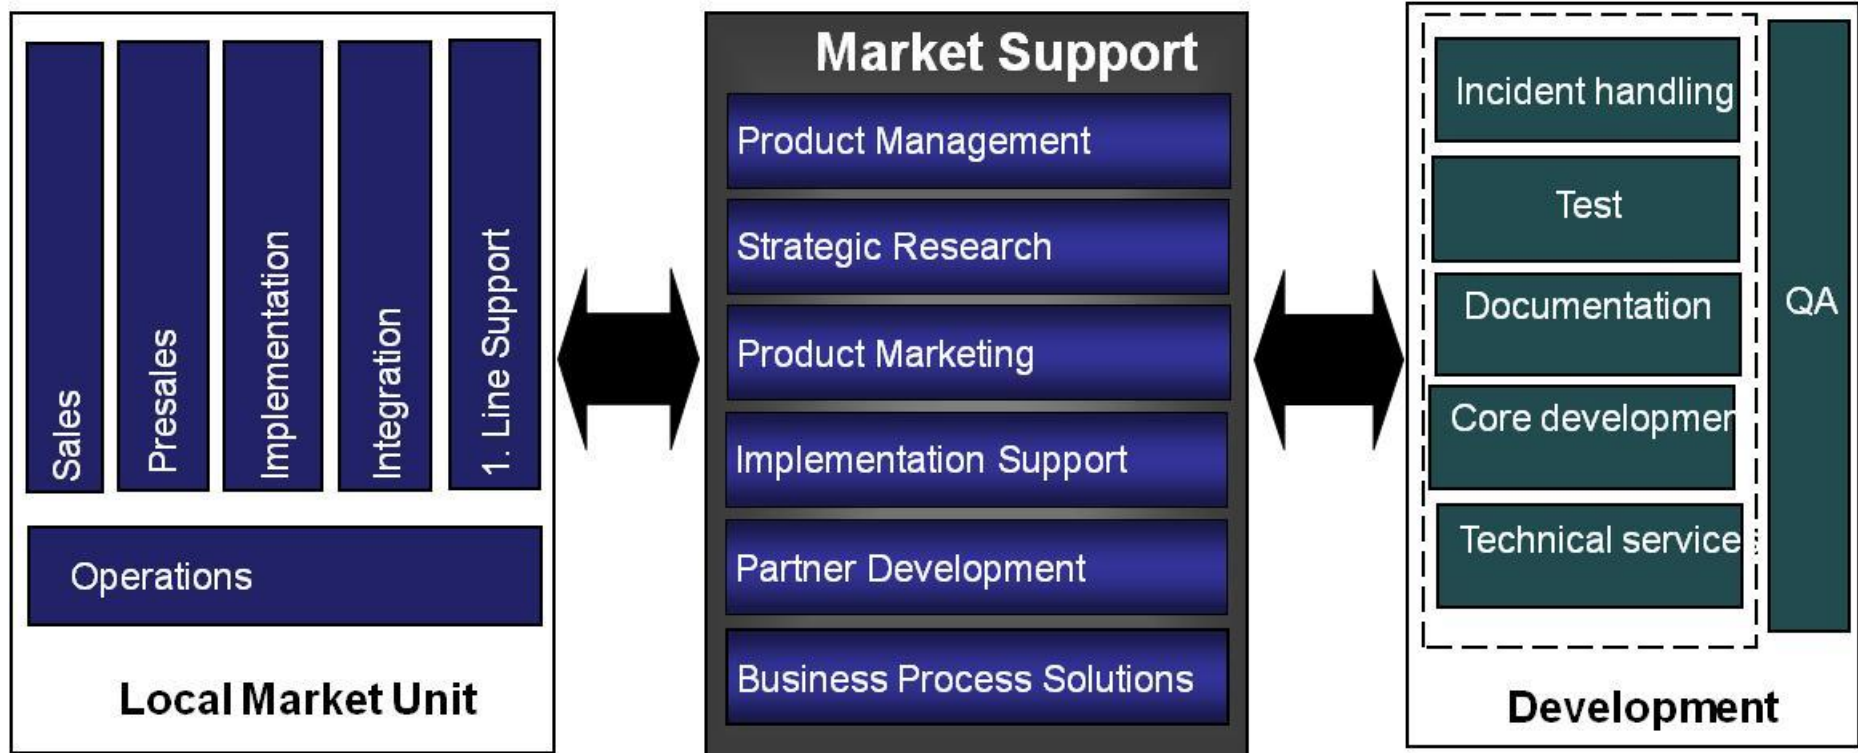 Sales
Presales
Implementation
Integration
1. Line Support
Operations
Local Market Unit
Market Support
Product Management
Strategic Research
Product Marketing
Implementation Support
Partner Development
Business Process Solutions
Incident handling
Test
Documentation
Core developmen
Technical services
QA
Development